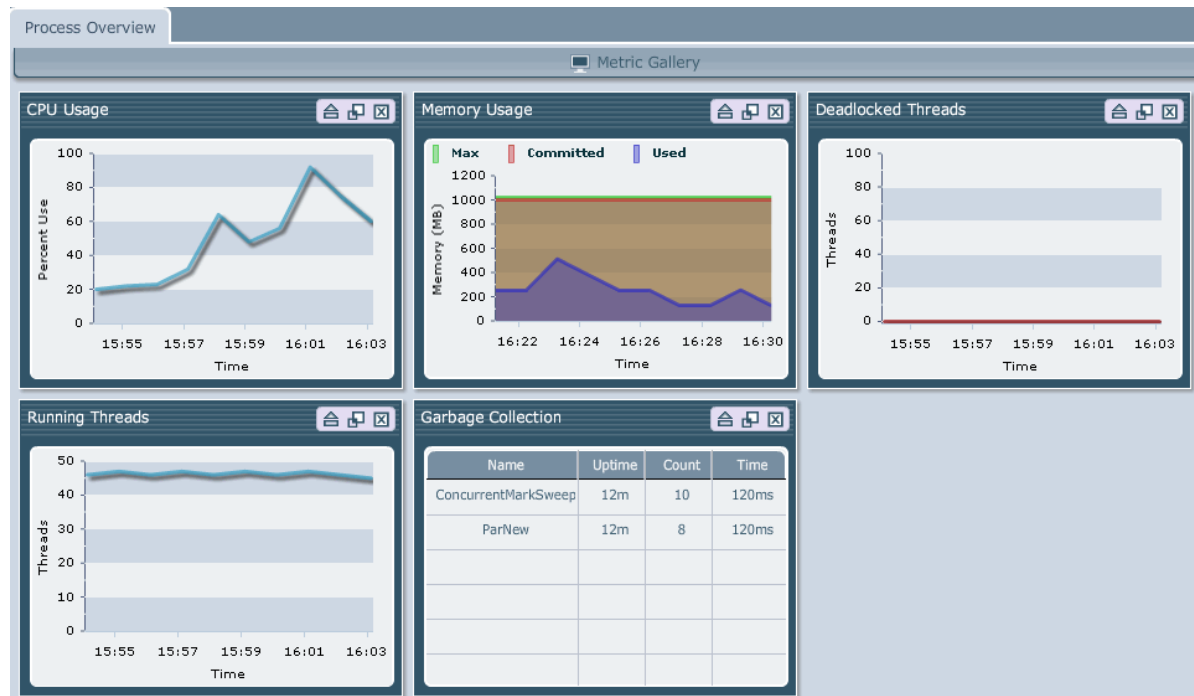 Process Overview
Metric Gallery
CPU Usage
100
80
60
40
20
0
Percent Use
15:55 15:57 15:59 16:01 16:03
Time
Memory Usage
Max Committed Used
1200
1000
800
600
400
200
0
Memory (MB)
16:22 16:24 16:26 16:28 16:30
Time
Deadlocked Threads
100
80
60
40
20
0
Threads
15:55 15:57 15:59 16:01 16:03
Time
Running Threads
50
40
30
20
10
0
Threads
15:55 15:57 15:59 16:01 16:03
Time
Garbage Collection
Name Uptime Count Time
ConcurrentMarkSweep 12m 10 120ms
ParNew 12m 8 120ms